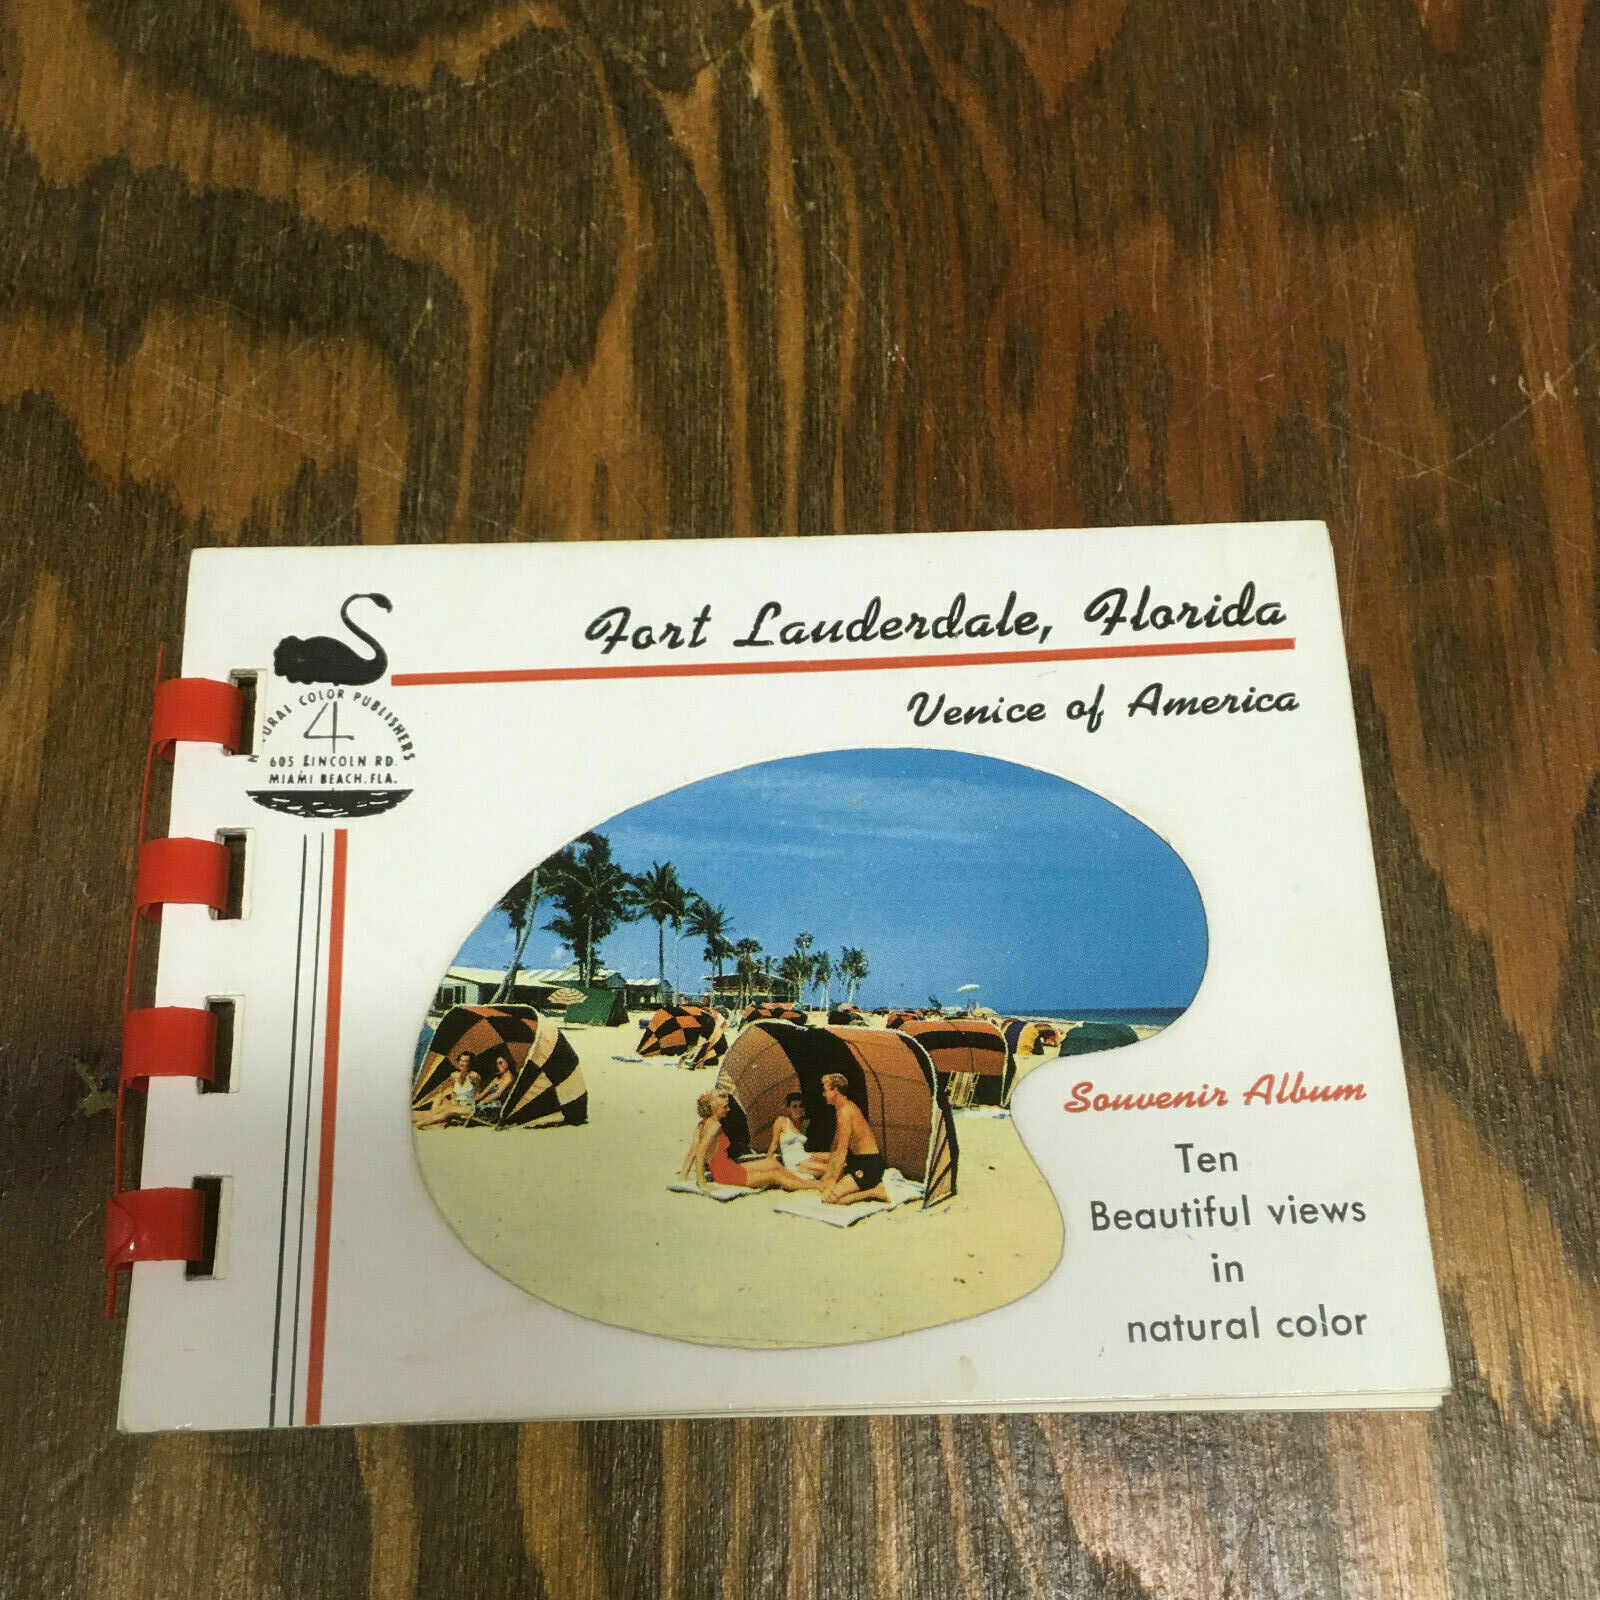 Fort Lauderdale, Florida
Venice of America
NATURAL COLOR PUBLISHERS
4
605 LINCOLN RD.
MIAMI BEACH, FLA.
Souvenir Album
Ten
Beautiful views
in
natural color